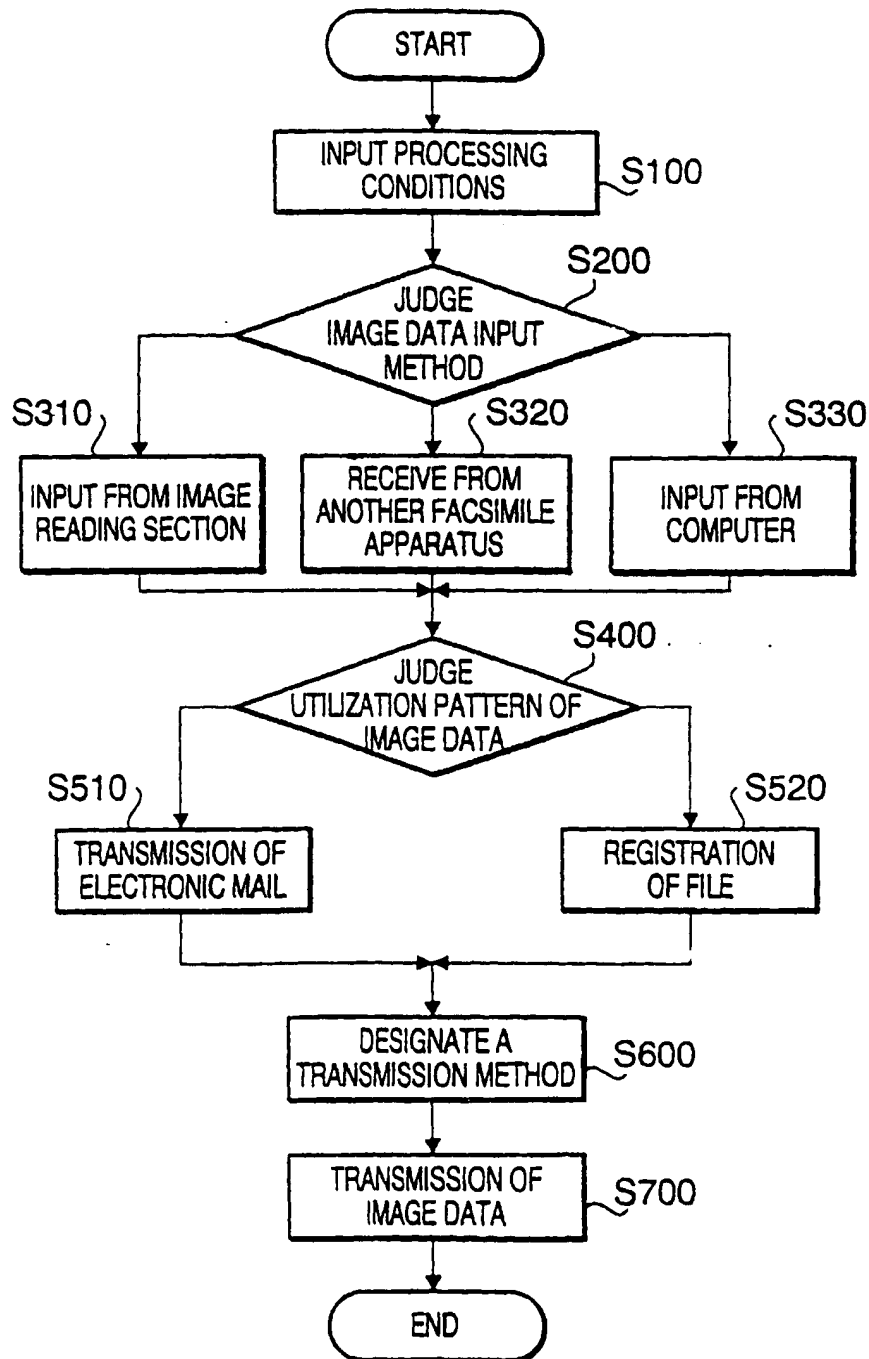 START
INPUT PROCESSING
CONDITIONS
S100
S200
JUDGE
IMAGE DATA INPUT
METHOD
S310
S320
S330
INPUT FROM IMAGE
READING SECTION
RECEIVE FROM
ANOTHER FACSIMILE
APPARATUS
INPUT FROM
COMPUTER
S400
JUDGE
UTILIZATION PATTERN OF
IMAGE DATA
S510
S520
TRANSMISSION OF
ELECTRONIC MAIL
REGISTRATION
OF FILE
DESIGNATE A
TRANSMISSION METHOD
S600
TRANSMISSION OF
IMAGE DATA
S700
END